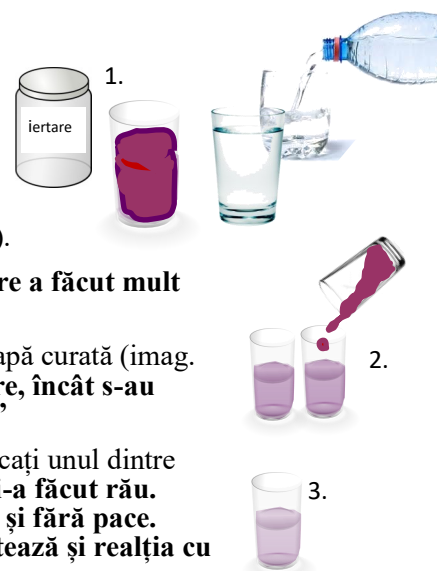 1.
iertare
).
re a făcut mult
apă curată (imag.
2.
re, încât s-au
”
cați unul dintre
i-a făcut rău.
3.
și fără pace.
tează și realția cu